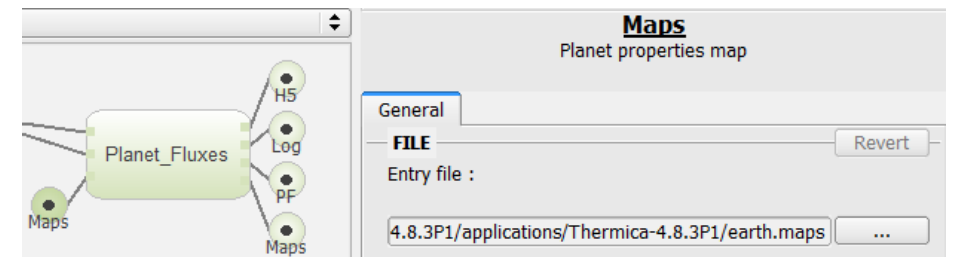 Maps
Planet properties map
General
FILE
Revert
Entry file :
4.8.3P1/applications/Thermica-4.8.3P1/earth.maps
...
H5
Log
Planet_Fluxes
PF
Maps
Maps